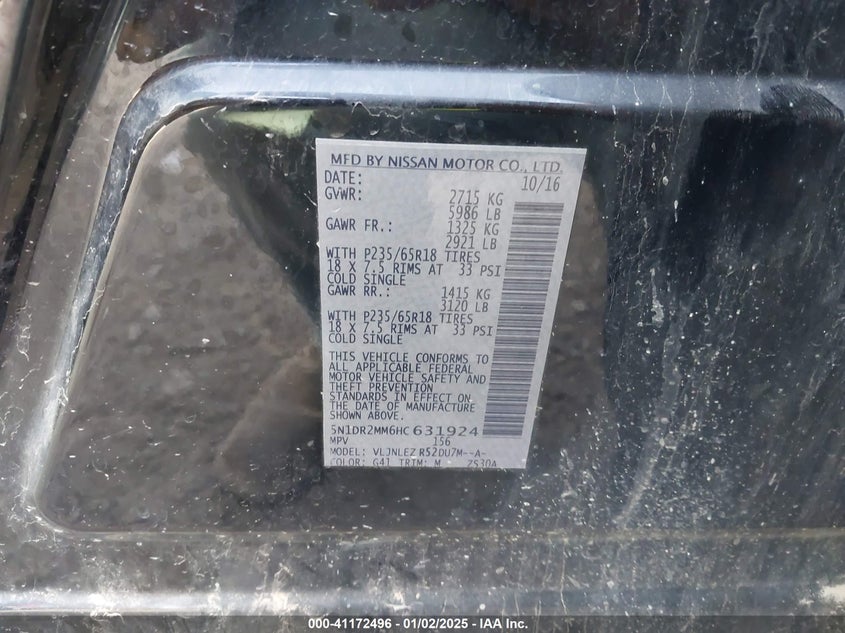 MFD BY NISSAN MOTOR CO., LTD.
DATE: 10/16
GVWR: 2715 KG
5986 LB
GAWR FR.: 1325 KG
2921 LB
WITH P235/65R18 TIRES
18 X 7.5 RIMS AT 33 PSI
COLD SINGLE
GAWR RR.: 1415 KG
3120 LB
WITH P235/65R18 TIRES
18 X 7.5 RIMS AT 33 PSI
COLD SINGLE
THIS VEHICLE CONFORMS TO
ALL APPLICABLE FEDERAL
MOTOR VEHICLE SAFETY AND
THEFT PREVENTION
STANDARDS IN EFFECT ON
THE DATE OF MANUFACTURE
SHOWN ABOVE.
5N1DR2MM6HC631924
MPV 156
MODEL: VLJNLEZ R52DU7M--A-
COLOR: G41 TRIM: M ZS30A
000-41172496 - 01/02/2025 - IAA Inc.